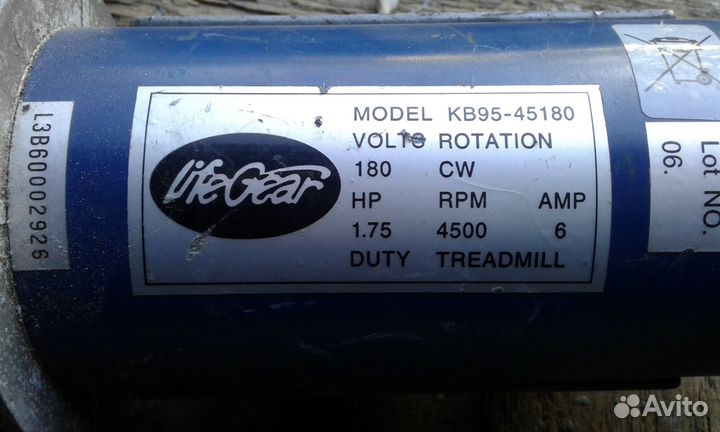 L3B60002926
LifeGear
MODEL KB95-45180
VOLTS ROTATION
180 CW
HP RPM AMP
1.75 4500 6
DUTY TREADMILL
Lot NO.
06.
Avito